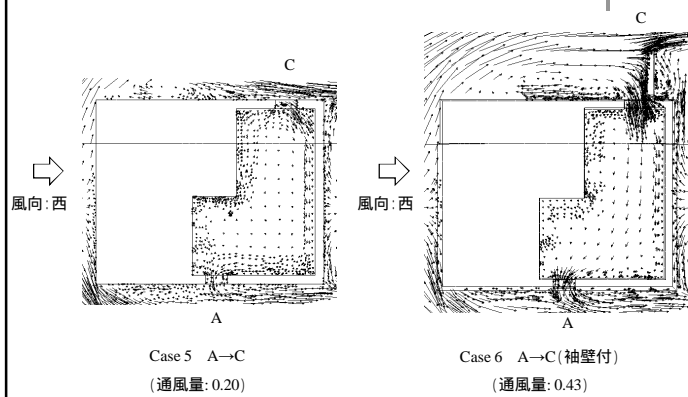 C
C
風向:西
風向:西
A
A
Case 5 A→C
(通風量: 0.20)
Case 6 A→C(袖壁付)
(通風量: 0.43)